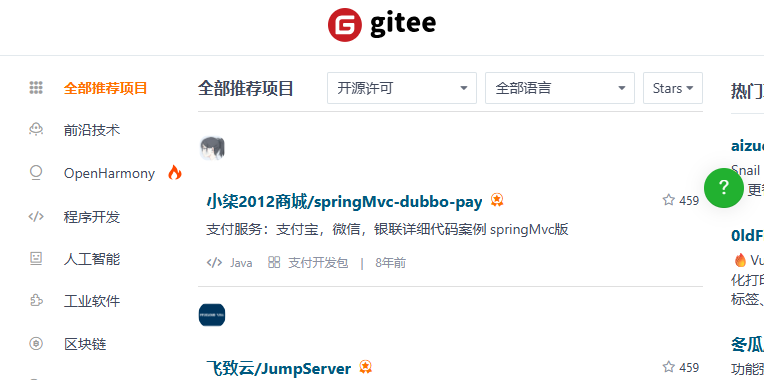 gitee
全部推荐项目
前沿技术
OpenHarmony
程序开发
人工智能
工业软件
区块链
全部推荐项目
开源许可
全部语言
Stars
小柒2012商城/springMvc-dubbo-pay
459
支付服务：支付宝，微信，银联详细代码案例 springMvc版
Java 支付开发包 | 8年前
飞致云/JumpServer
459
热门
aizuo
Snail
更
?
0ldF
Vu
化打印
标签、
冬瓜
功能预